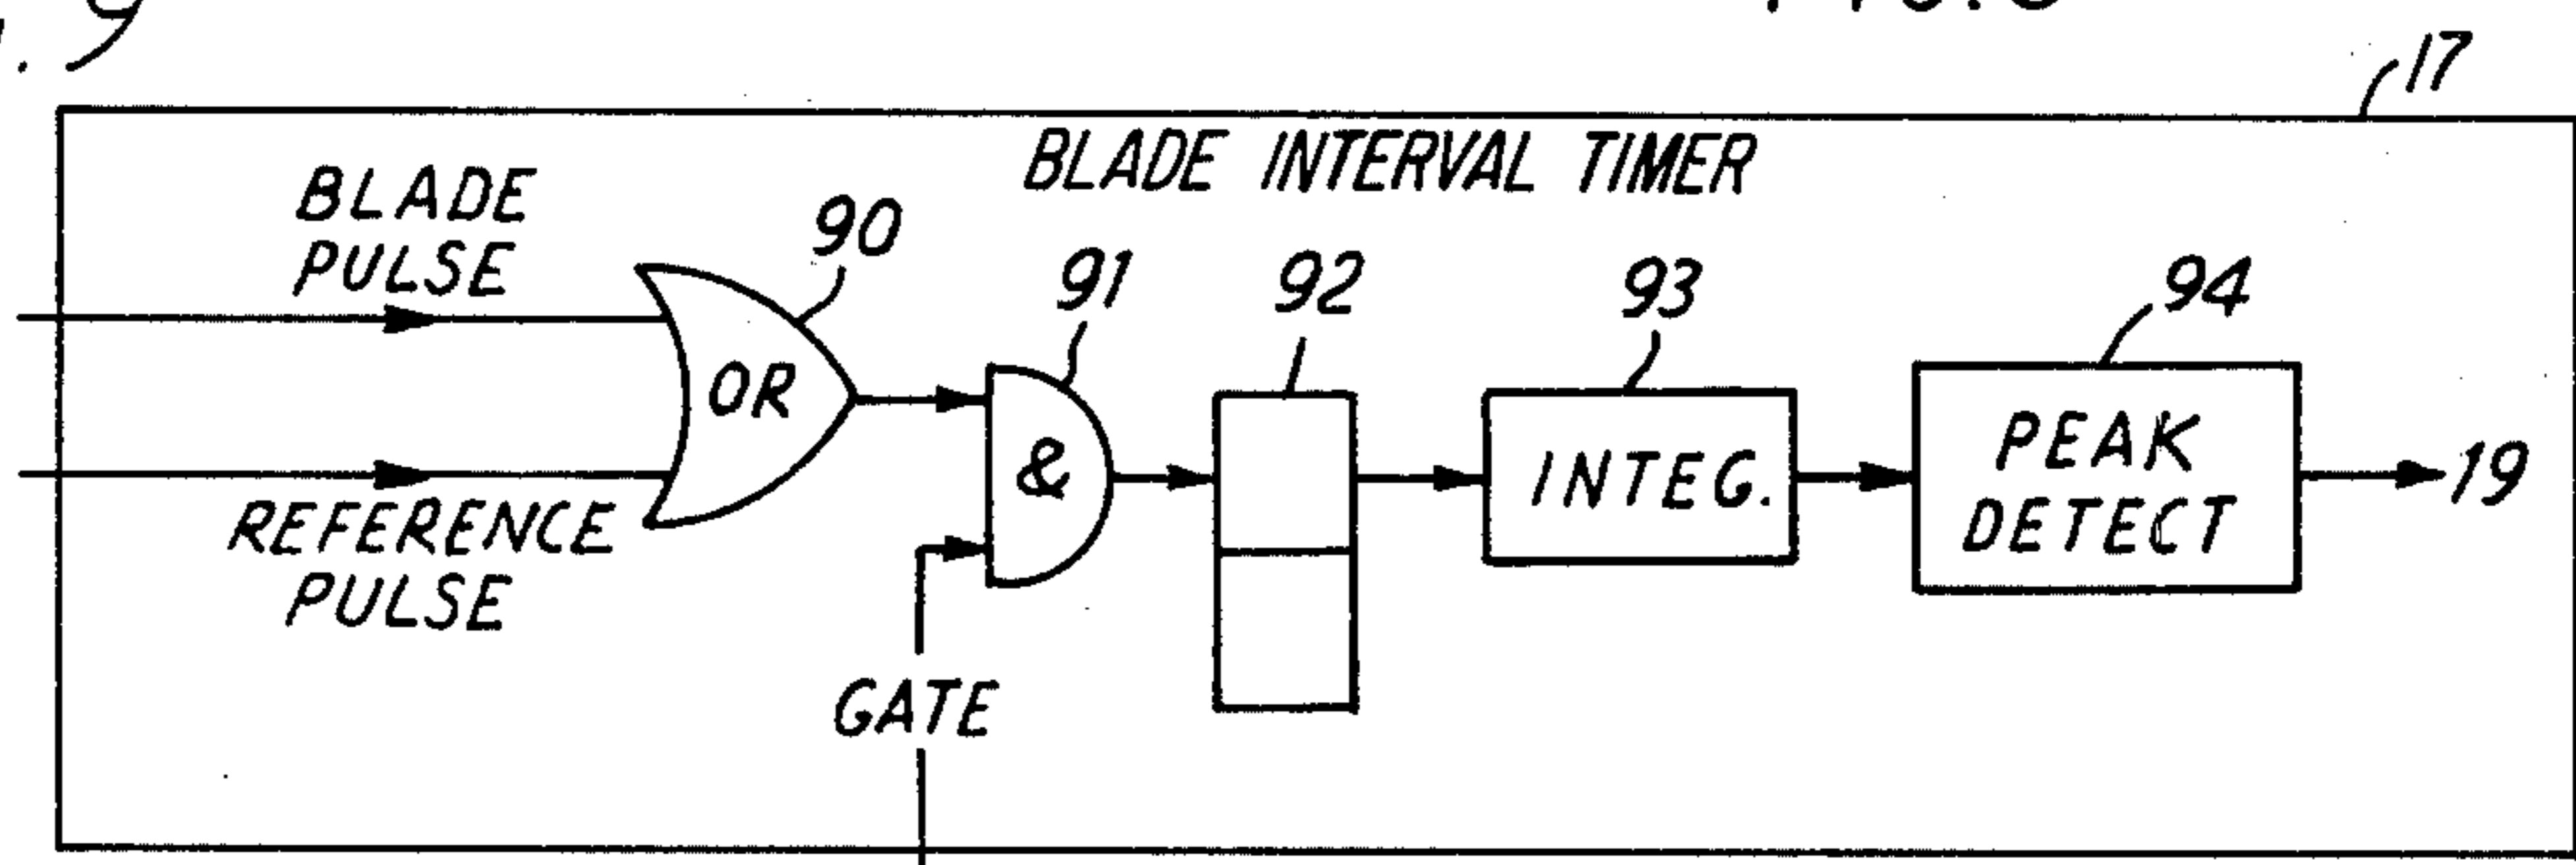 . 9
17
BLADE INTERVAL TIMER
BLADE
PULSE
90
91
92
93
94
OR
&
INTEG.
PEAK
DETECT
19
REFERENCE
PULSE
GATE